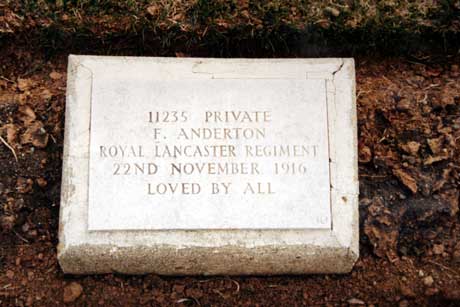 11235 PRIVATE
F. ANDERTON
ROYAL LANCASTER REGIMENT
22ND NOVEMBER 1916
LOVED BY ALL